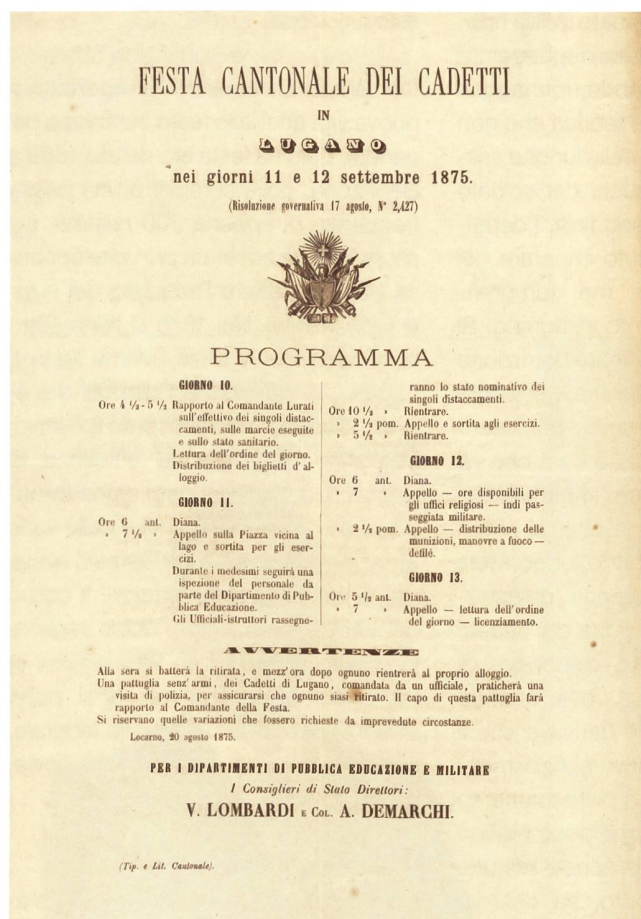 FESTA CANTONALE DEI CADETTI
IN
LUGANO
nei giorni 11 e 12 settembre 1875.
(Risoluzione governativa 17 agosto, Nº 2,427)
PROGRAMMA
GIORNO 10.
Ore 4 1/2 - 5 1/2 Rapporto al Comandante Lurati
sull'effettivo dei singoli distac-
camenti, sulle marcie eseguite
e sullo stato sanitario.
Lettura dell'ordine del giorno.
Distribuzione dei biglietti d'al-
loggio.
GIORNO 11.
Ore 6 ant. Diana.
» 7 1/2 » Appello sulla Piazza vicina al
lago e sortita per gli eser-
cizi.
Durante i medesimi seguirà una
ispezione del personale da
parte del Dipartimento di Pub-
blica Educazione.
Gli Ufficiali-istruttori rassegne-
ranno lo stato nominativo dei
singoli distaccamenti.
Ore 10 1/2 » Rientrare.
» 2 1/2 pom. Appello e sortita agli esercizi.
» 5 1/2 » Rientrare.
GIORNO 12.
Ore 6 ant. Diana.
» 7 » Appello — ore disponibili per
gli uffici religiosi — indi pas-
seggiata militare.
» 2 1/2 pom. Appello — distribuzione delle
munizioni, manovre a fuoco —
defilé.
GIORNO 13.
Ore 5 1/2 ant. Diana.
» 7 » Appello — lettura dell'ordine
del giorno — licenziamento.
AVVERTENZE
Alla sera si batterà la ritirata, e mezz'ora dopo ognuno rientrerà al proprio alloggio.
Una pattuglia senz'armi, dei Cadetti di Lugano, comandata da un ufficiale, praticherà una
visita di polizia, per assicurarsi che ognuno siasi ritirato. Il capo di questa pattuglia farà
rapporto al Comandante della Festa.
Si riservano quelle variazioni che fossero richieste da imprevedute circostanze.
Locarno, 20 agosto 1875.
PER I DIPARTIMENTI DI PUBBLICA EDUCAZIONE E MILITARE
I Consiglieri di Stato Direttori:
V. LOMBARDI E COL. A. DEMARCHI.
(Tip. e Lit. Cantonale).